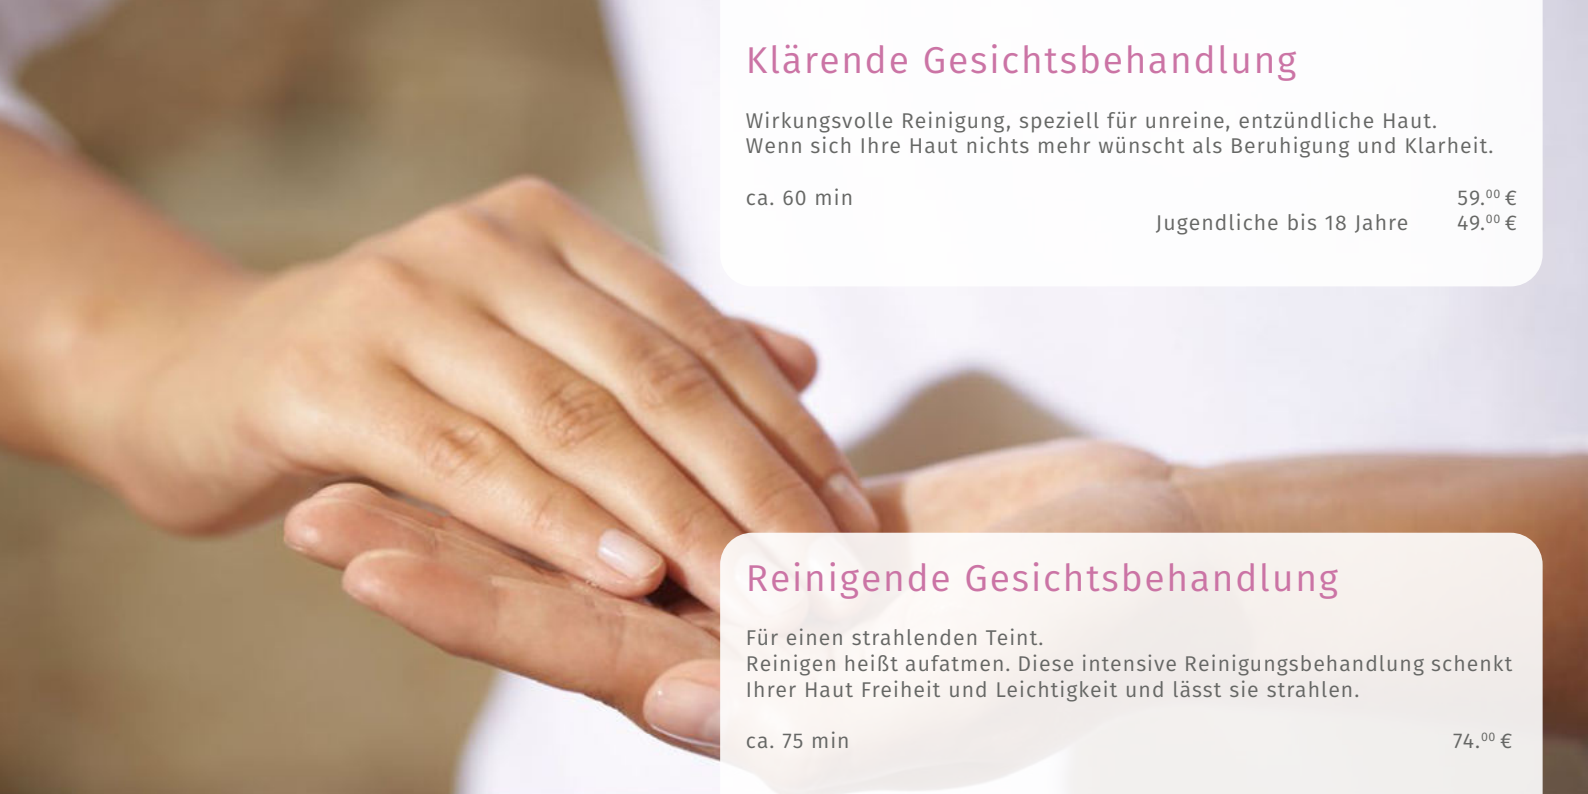 Klärende Gesichtsbehandlung
Wirkungsvolle Reinigung, speziell für unreine, entzündliche Haut.
Wenn sich Ihre Haut nichts mehr wünscht als Beruhigung und Klarheit.
ca. 60 min 59.00 €
Jugendliche bis 18 Jahre 49.00 €
Reinigende Gesichtsbehandlung
Für einen strahlenden Teint.
Reinigen heißt aufatmen. Diese intensive Reinigungsbehandlung schenkt
Ihrer Haut Freiheit und Leichtigkeit und lässt sie strahlen.
ca. 75 min 74.00 €